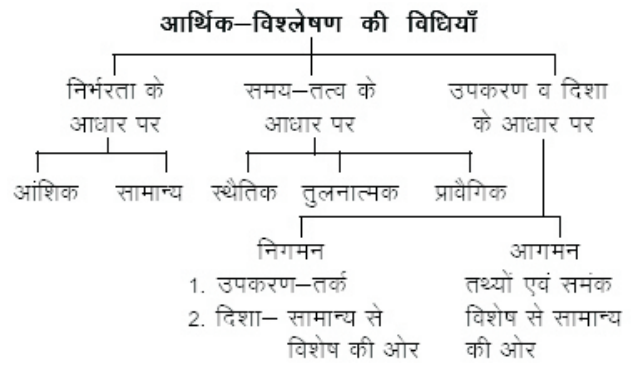 आर्थिक–विश्लेषण की विधियाँ
निर्भरता के समय–तत्व के उपकरण व दिशा
आधार पर आधार पर के आधार पर
आंशिक सामान्य स्थैतिक तुलनात्मक प्रावैगिक
निगमन आगमन
1. उपकरण–तर्क तथ्यों एवं समंक
2. दिशा– सामान्य से विशेष से सामान्य
विशेष की ओर की ओर